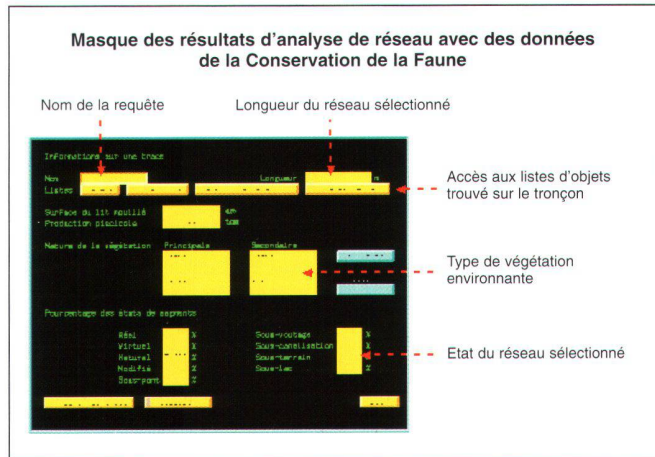 Masque des résultats d'analyse de réseau avec des données
de la Conservation de la Faune
Nom de la requête
Longueur du réseau sélectionné
Informations sur une trace
Nom
Longueur
m
Listes
Accès aux listes d'objets
trouvé sur le tronçon
Surface du lit mouillé
Production piscicole
Nature de la végétation
Principale
Secondaire
Type de végétation
environnante
Pourcentage des états de segments
Réel %
Sous-voutage %
Virtuel %
Sous-canalisation %
Naturel %
Sous-terrain %
Modifié %
Sous-lac %
Sous-pont %
Etat du réseau sélectionné